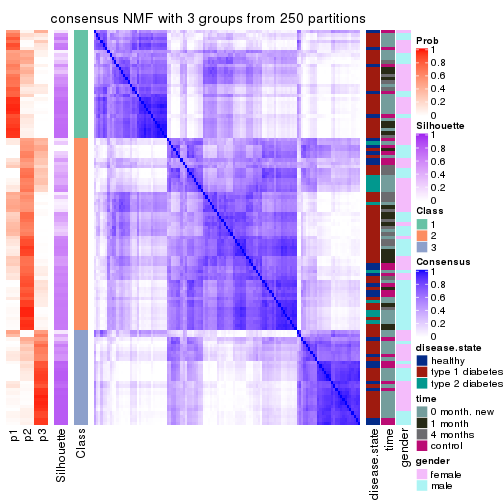 consensus NMF with 3 groups from 250 partitions
Prob
1
0.8
0.6
0.4
0.2
0
Silhouette
1
0.8
0.6
0.4
0.2
0
Class
1
2
3
Consensus
1
0.8
0.6
0.4
0.2
0
disease.state
healthy
type 1 diabetes
type 2 diabetes
time
0 month, new
1 month
4 months
control
gender
female
male
p1
p2
p3
Silhouette
Class
disease.state
time
gender